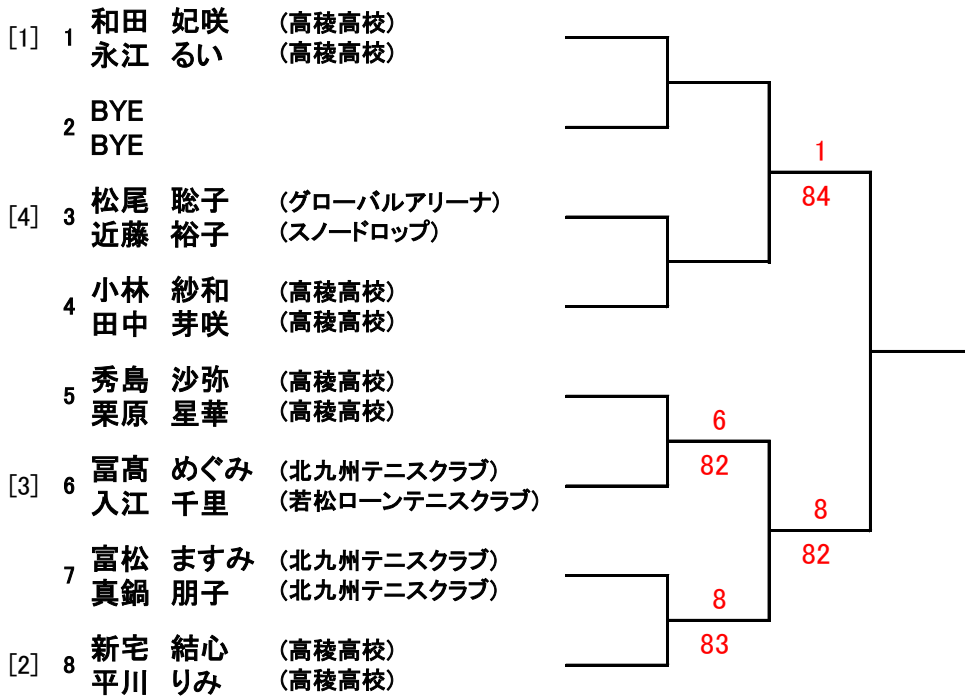 [1] 1 和田 妃咲 (高稜高校)
永江 るい (高稜高校)
2 BYE
BYE
1
84
[4] 3 松尾 聡子 (グローバルアリーナ)
近藤 裕子 (スノードロップ)
4 小林 紗和 (高稜高校)
田中 芽咲 (高稜高校)
5 秀島 沙弥 (高稜高校)
栗原 星華 (高稜高校)
6
82
[3] 6 冨髙 めぐみ (北九州テニスクラブ)
入江 千里 (若松ローンテニスクラブ)
8
82
7 富松 ますみ (北九州テニスクラブ)
真鍋 朋子 (北九州テニスクラブ)
8
83
[2] 8 新宅 結心 (高稜高校)
平川 りみ (高稜高校)